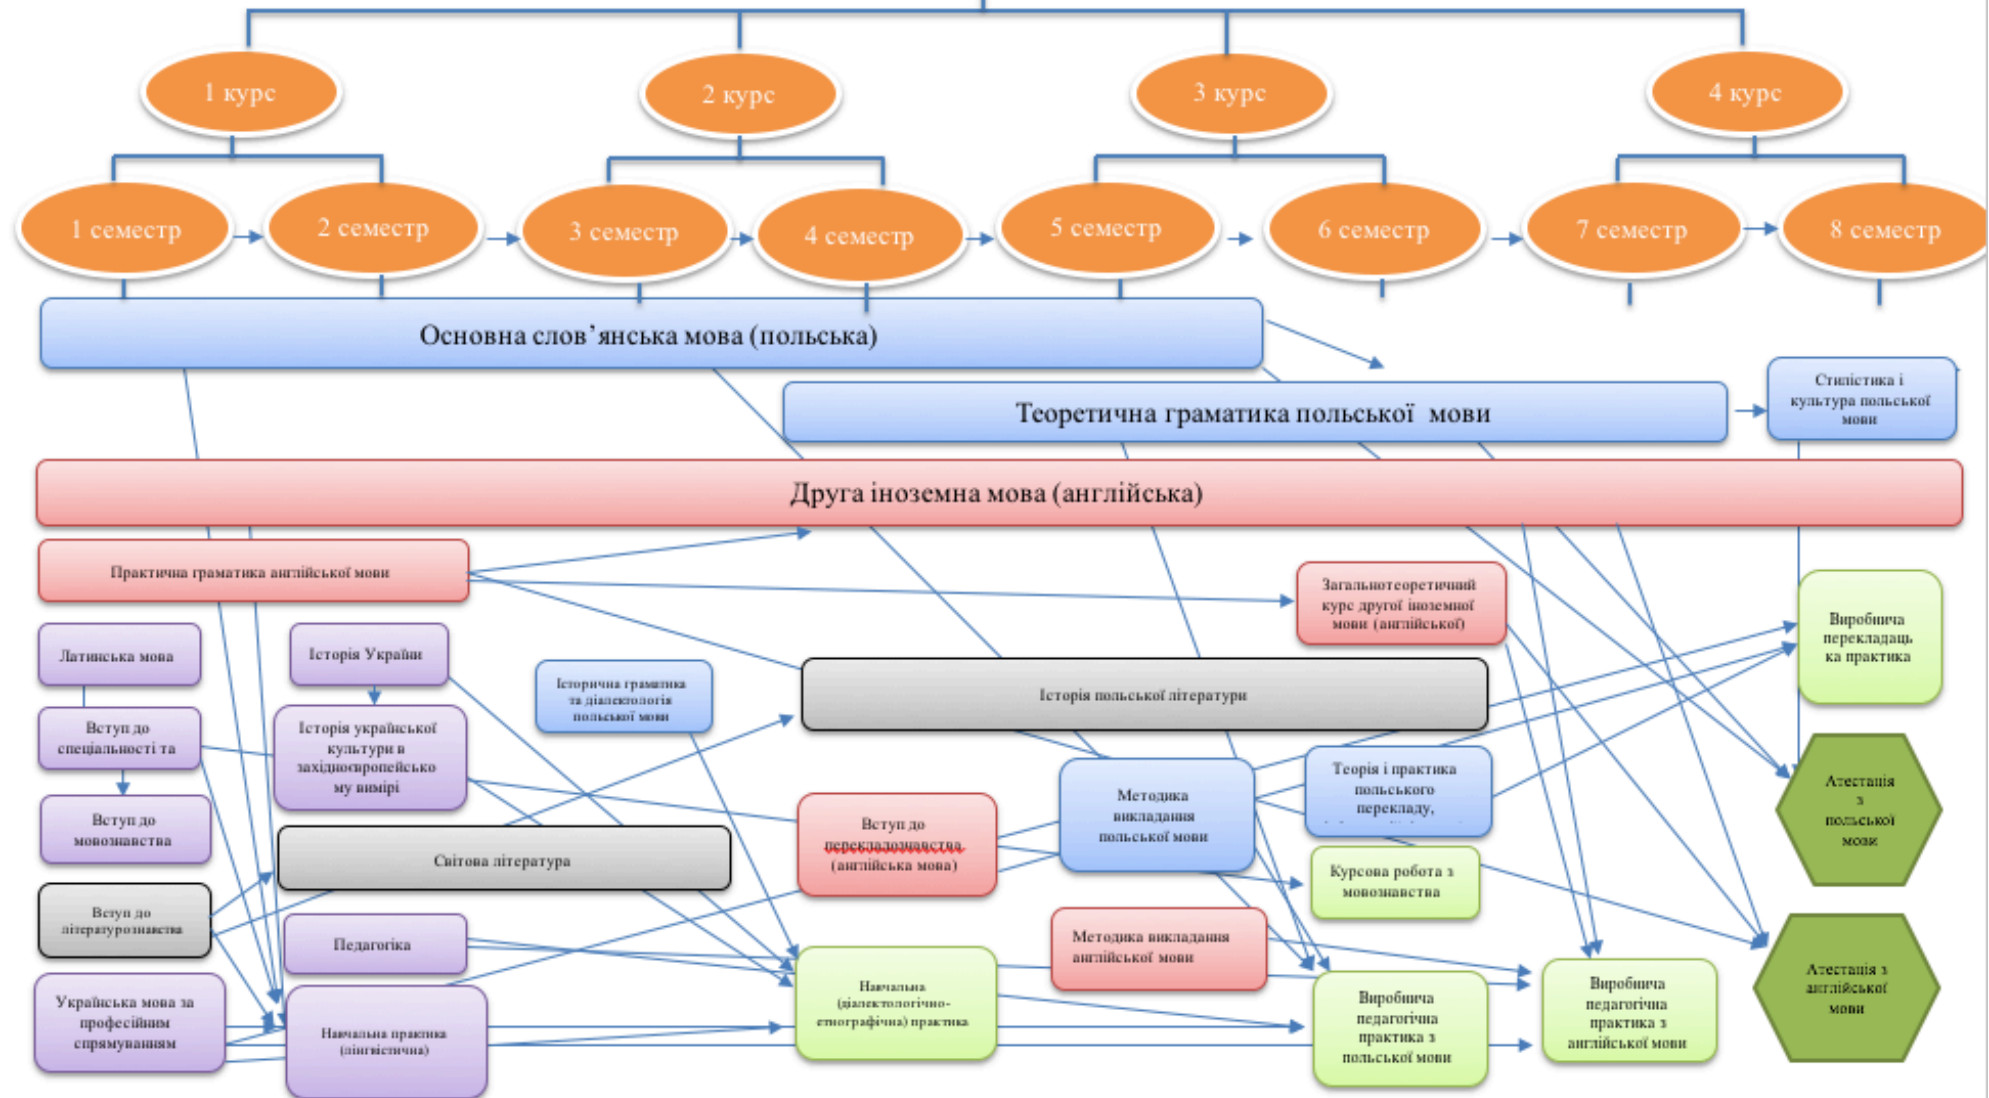 1 курс
2 курс
3 курс
4 курс
1 семестр
2 семестр
3 семестр
4 семестр
5 семестр
6 семестр
7 семестр
8 семестр
Основна слов’янська мова (польська)
Теоретична граматика польської мови
Стилістика і
культура польської
мови
Друга іноземна мова (англійська)
Практична граматика англійської мови
Загальнотеоретичний
курс другої іноземної
мови (англійської)
Виробнича
перекладаць
ка практика
Латинська мова
Історія України
Історична граматика
та діалектологія
польської мови
Історія польської літератури
Вступ до
спеціальності та
Історія української
культури в
західноєвропейсько
му вимірі
Методика
викладання
польської мови
Теорія і практика
польського
перекладу,
Атестація
з
польської
мови
Вступ до
мовознавства
Світова література
Вступ до
перекладознавства
(англійська мова)
Курсова робота з
мовознавства
Вступ до
літературознавства
Педагогіка
Методика викладання
англійської мови
Українська мова за
професійним
спрямуванням
Навчальна практика
(лінгвістична)
Навчальна
(діалектологічно-
етнографічна) практика
Виробнича
педагогічна
практика з
польської мови
Виробнича
педагогічна
практика з
англійської мови
Атестація з
англійської
мови